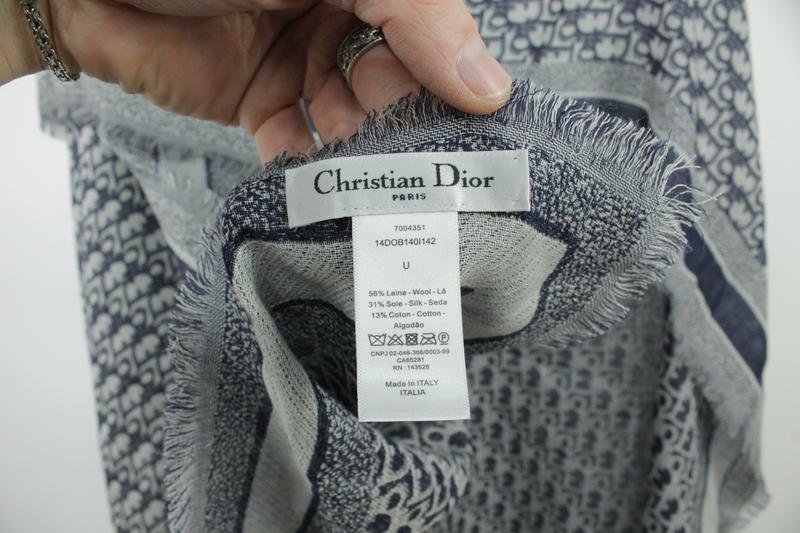 Christian Dior
PARIS
7004351
14DOB140I142
U
56% Laine - Wool - Lã
31% Soie - Silk - Seda
13% Coton - Cotton -
Algodão
CNPJ 02-046-366/0003-99
CA65281
RN : 143628
Made in ITALY
ITALIA